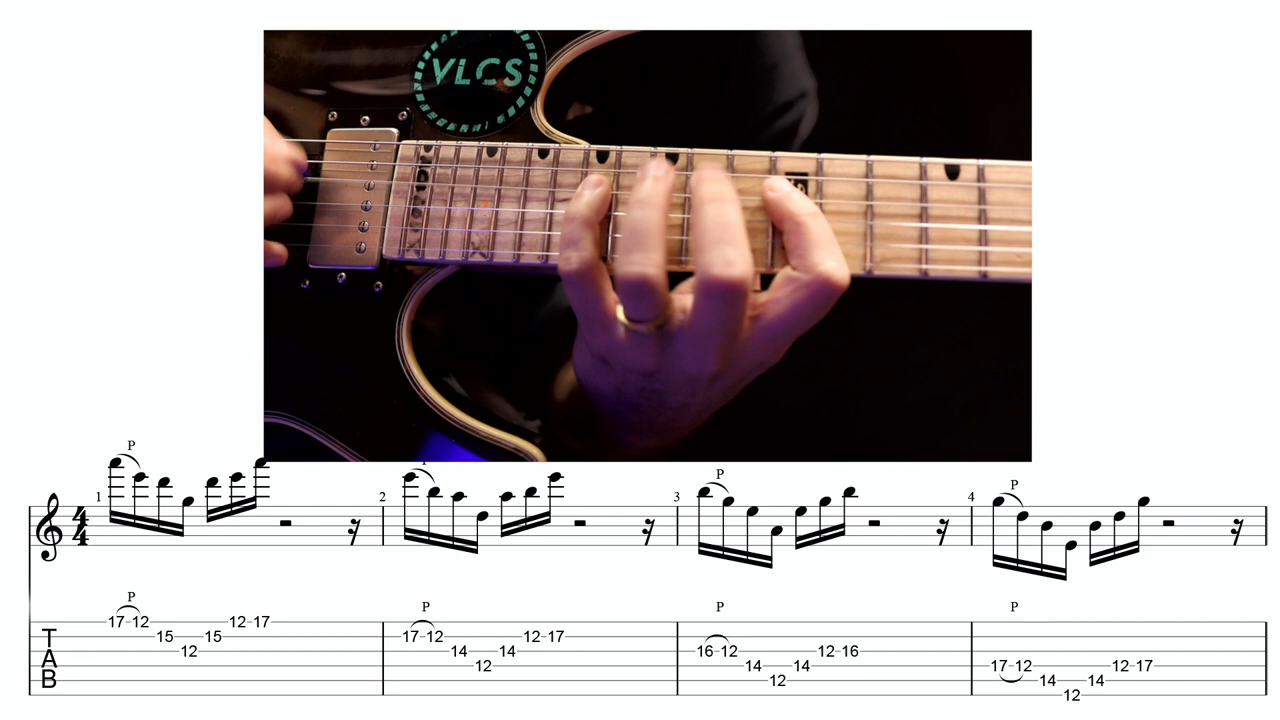 VLCS
P
1 2 3 P 4 P
4
4
P P P P
17 12 12 17
T 15 15 17 12 12 17
12 14 14 16 12 12 16
A 12 14 14 17 12 12 17
B 12 14 14
12